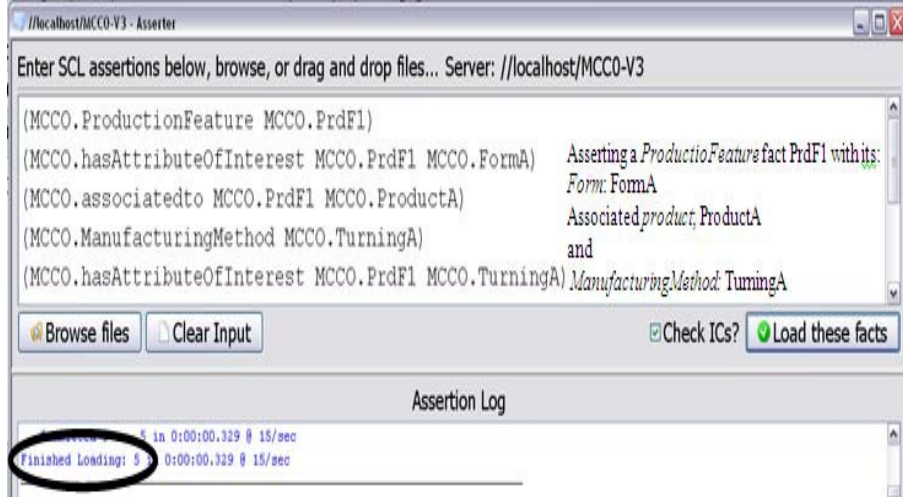 //localhost/MCCO-V3 - Asserter
Enter SCL assertions below, browse, or drag and drop files... Server: //localhost/MCCO-V3
(MCCO.ProductionFeature MCCO.PrdF1)
(MCCO.hasAttributeOfInterest MCCO.PrdF1 MCCO.FormA)
(MCCO.associatedto MCCO.PrdF1 MCCO.ProductA)
(MCCO.ManufacturingMethod MCCO.TurningA)
(MCCO.hasAttributeOfInterest MCCO.PrdF1 MCCO.TurningA)
Asserting a ProductioFeature fact PrdF1 with its:
Form: FormA
Associated product, ProductA
and
ManufacturingMethod: TurningA
Browse files
Clear Input
Check ICs?
Load these facts
Assertion Log
5 in 0:00:00.329 @ 15/sec
Finished Loading: 5 in 0:00:00.329 @ 15/sec